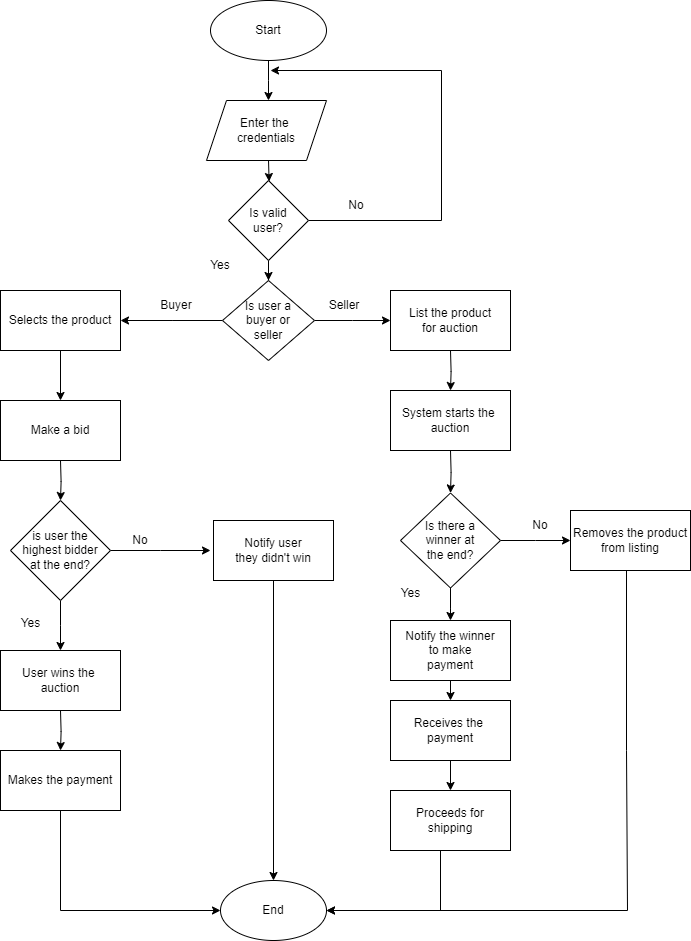 Start
Enter the
credentials
Is valid
user?
No
Yes
Is user a
buyer or
seller
Buyer
Seller
Selects the product
List the product
for auction
Make a bid
System starts the
auction
is user the
highest bidder
at the end?
No
Notify user
they didn't win
Is there a
winner at
the end?
No
Removes the product
from listing
Yes
Yes
User wins the
auction
Notify the winner
to make
payment
Makes the payment
Receives the
payment
Proceeds for
shipping
End